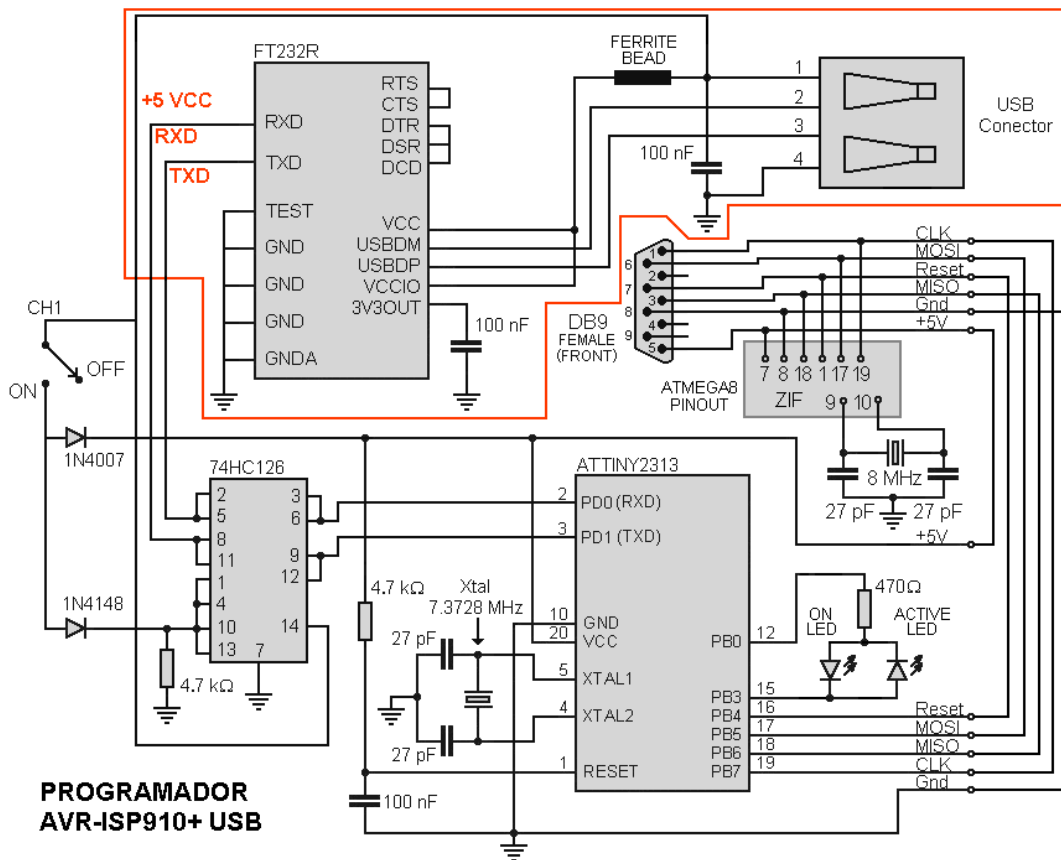 FT232R
+5 VCC
RXD
TXD
RXD
TXD
TEST
GND
GND
GND
GNDA
RTS
CTS
DTR
DSR
DCD
VCC
USBDM
USBDP
VCCIO
3V3OUT
100 nF
FERRITE
BEAD
100 nF
1
2
3
4
USB
Conector
CH1
OFF
ON
1N4007
1N4148
4.7 kΩ
74HC126
2
5
8
11
1
4
10
13
3
6
9
12
14
7
DB9
FEMALE
(FRONT)
1
6
2
7
3
8
4
9
5
CLK
MOSI
Reset
MISO
Gnd
+5V
ATMEGA8
PINOUT
7 8 18 1 17 19
ZIF
9 10
8 MHz
27 pF
27 pF
+5V
ATTINY2313
2
PD0 (RXD)
3
PD1 (TXD)
10
GND
20
VCC
5
XTAL1
4
XTAL2
1
RESET
PB0
12
PB3
15
PB4
16
PB5
17
PB6
18
PB7
19
4.7 kΩ
Xtal
7.3728 MHz
27 pF
27 pF
100 nF
470Ω
ON
LED
ACTIVE
LED
Reset
MOSI
MISO
CLK
Gnd
PROGRAMADOR
AVR-ISP910+ USB